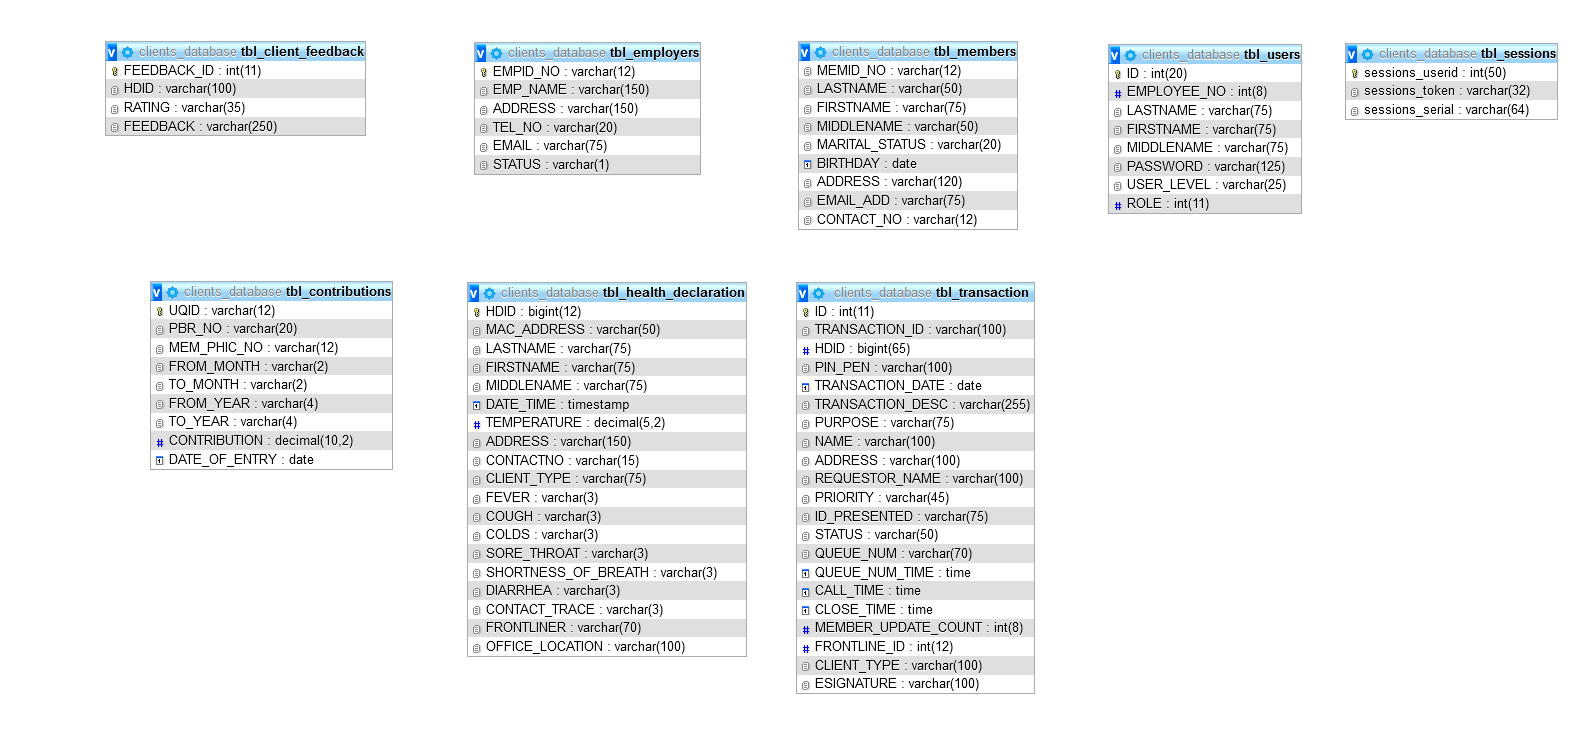 clients_database tbl_client_feedback
FEEDBACK_ID : int(11)
HDID : varchar(100)
RATING : varchar(35)
FEEDBACK : varchar(250)
clients_database tbl_employers
EMPID_NO : varchar(12)
EMP_NAME : varchar(150)
ADDRESS : varchar(150)
TEL_NO : varchar(20)
EMAIL : varchar(75)
STATUS : varchar(1)
clients_database tbl_members
MEMID_NO : varchar(12)
LASTNAME : varchar(50)
FIRSTNAME : varchar(75)
MIDDLENAME : varchar(50)
MARITAL_STATUS : varchar(20)
BIRTHDAY : date
ADDRESS : varchar(120)
EMAIL_ADD : varchar(75)
CONTACT_NO : varchar(12)
clients_database tbl_users
ID : int(20)
EMPLOYEE_NO : int(8)
LASTNAME : varchar(75)
FIRSTNAME : varchar(75)
MIDDLENAME : varchar(75)
PASSWORD : varchar(125)
USER_LEVEL : varchar(25)
ROLE : int(11)
clients_database tbl_sessions
sessions_userid : int(50)
sessions_token : varchar(32)
sessions_serial : varchar(64)
clients_database tbl_contributions
UQID : varchar(12)
PBR_NO : varchar(20)
MEM_PHIC_NO : varchar(12)
FROM_MONTH : varchar(2)
TO_MONTH : varchar(2)
FROM_YEAR : varchar(4)
TO_YEAR : varchar(4)
CONTRIBUTION : decimal(10,2)
DATE_OF_ENTRY : date
clients_database tbl_health_declaration
HDID : bigint(12)
MAC_ADDRESS : varchar(50)
LASTNAME : varchar(75)
FIRSTNAME : varchar(75)
MIDDLENAME : varchar(75)
DATE_TIME : timestamp
TEMPERATURE : decimal(5,2)
ADDRESS : varchar(150)
CONTACTNO : varchar(15)
CLIENT_TYPE : varchar(75)
FEVER : varchar(3)
COUGH : varchar(3)
COLDS : varchar(3)
SORE_THROAT : varchar(3)
SHORTNESS_OF_BREATH : varchar(3)
DIARRHEA : varchar(3)
CONTACT_TRACE : varchar(3)
FRONTLINER : varchar(70)
OFFICE_LOCATION : varchar(100)
clients_database tbl_transaction
ID : int(11)
TRANSACTION_ID : varchar(100)
HDID : bigint(65)
PIN_PEN : varchar(100)
TRANSACTION_DATE : date
TRANSACTION_DESC : varchar(255)
PURPOSE : varchar(75)
NAME : varchar(100)
ADDRESS : varchar(100)
REQUESTOR_NAME : varchar(100)
PRIORITY : varchar(45)
ID_PRESENTED : varchar(75)
STATUS : varchar(50)
QUEUE_NUM : varchar(70)
QUEUE_NUM_TIME : time
CALL_TIME : time
CLOSE_TIME : time
MEMBER_UPDATE_COUNT : int(8)
FRONTLINE_ID : int(12)
CLIENT_TYPE : varchar(100)
ESIGNATURE : varchar(100)